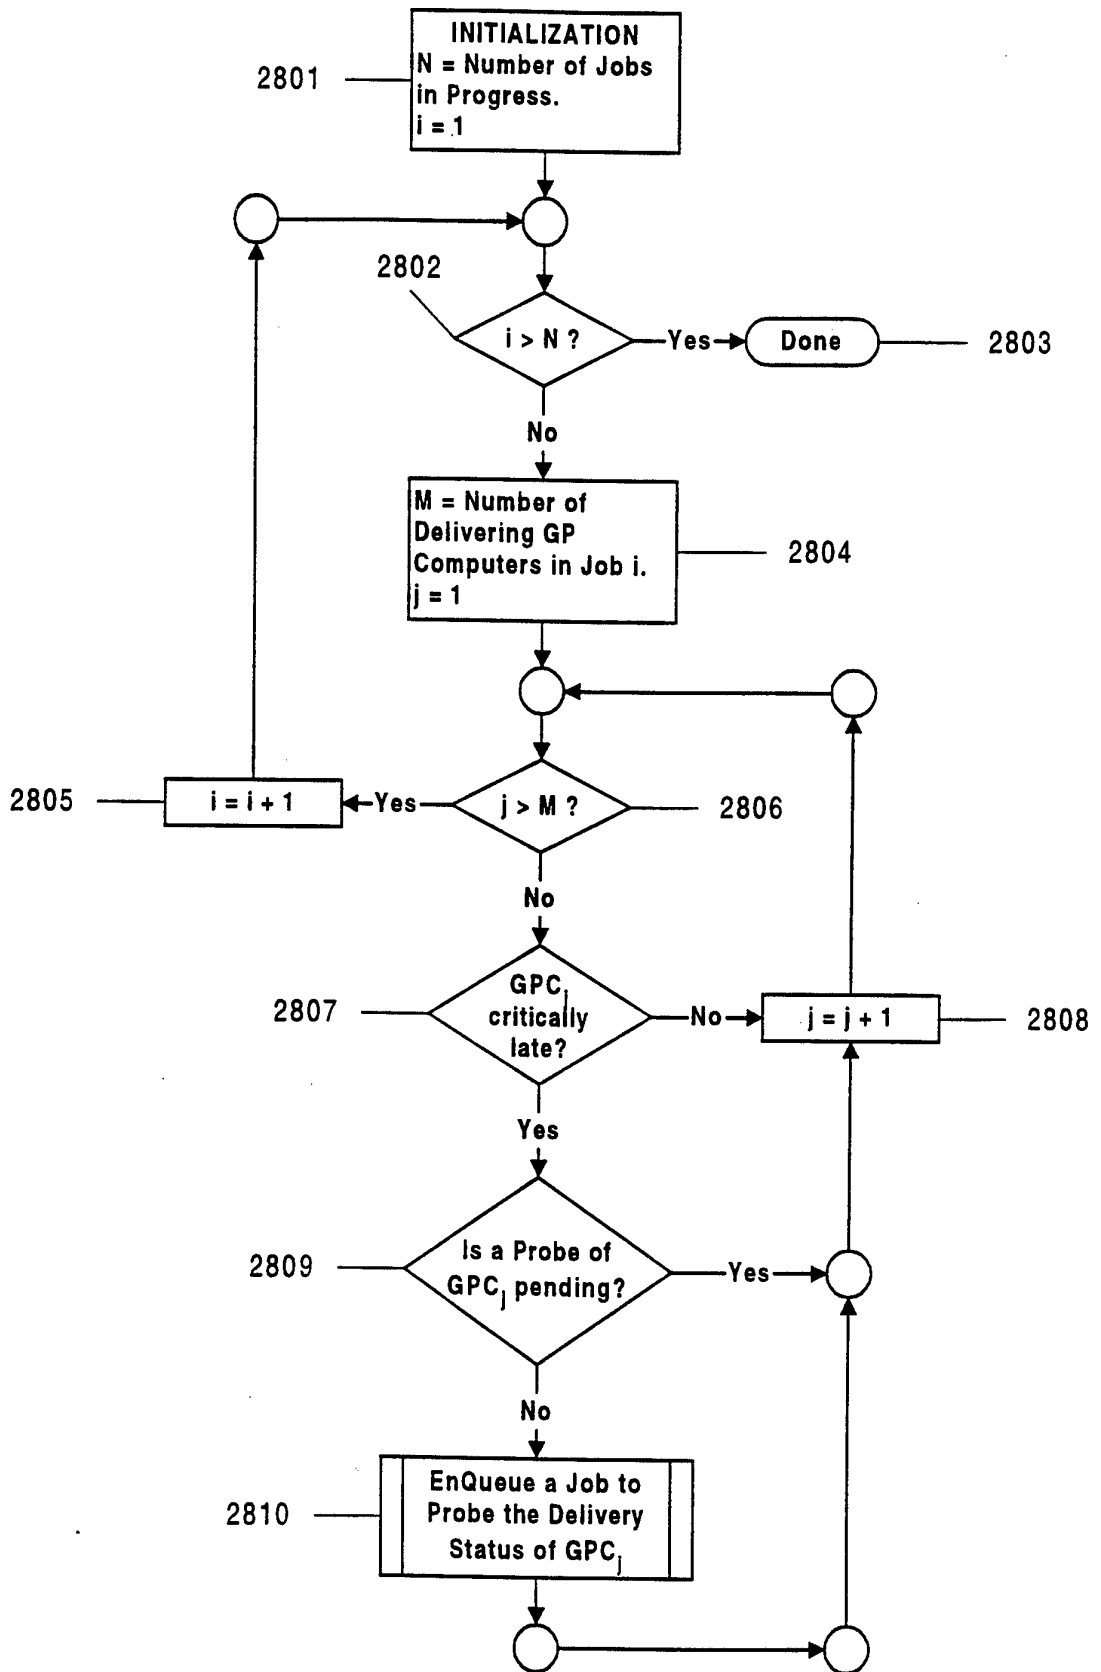 INITIALIZATION
N = Number of Jobs
in Progress.
i = 1
2801
2802
i > N ?
Yes
Done
2803
No
M = Number of
Delivering GP
Computers in Job i.
j = 1
2804
2805
i = i + 1
Yes
j > M ?
2806
No
2807
GPCj
critically
late?
No
j = j + 1
2808
Yes
2809
Is a Probe of
GPCj pending?
Yes
No
2810
EnQueue a Job to
Probe the Delivery
Status of GPCj